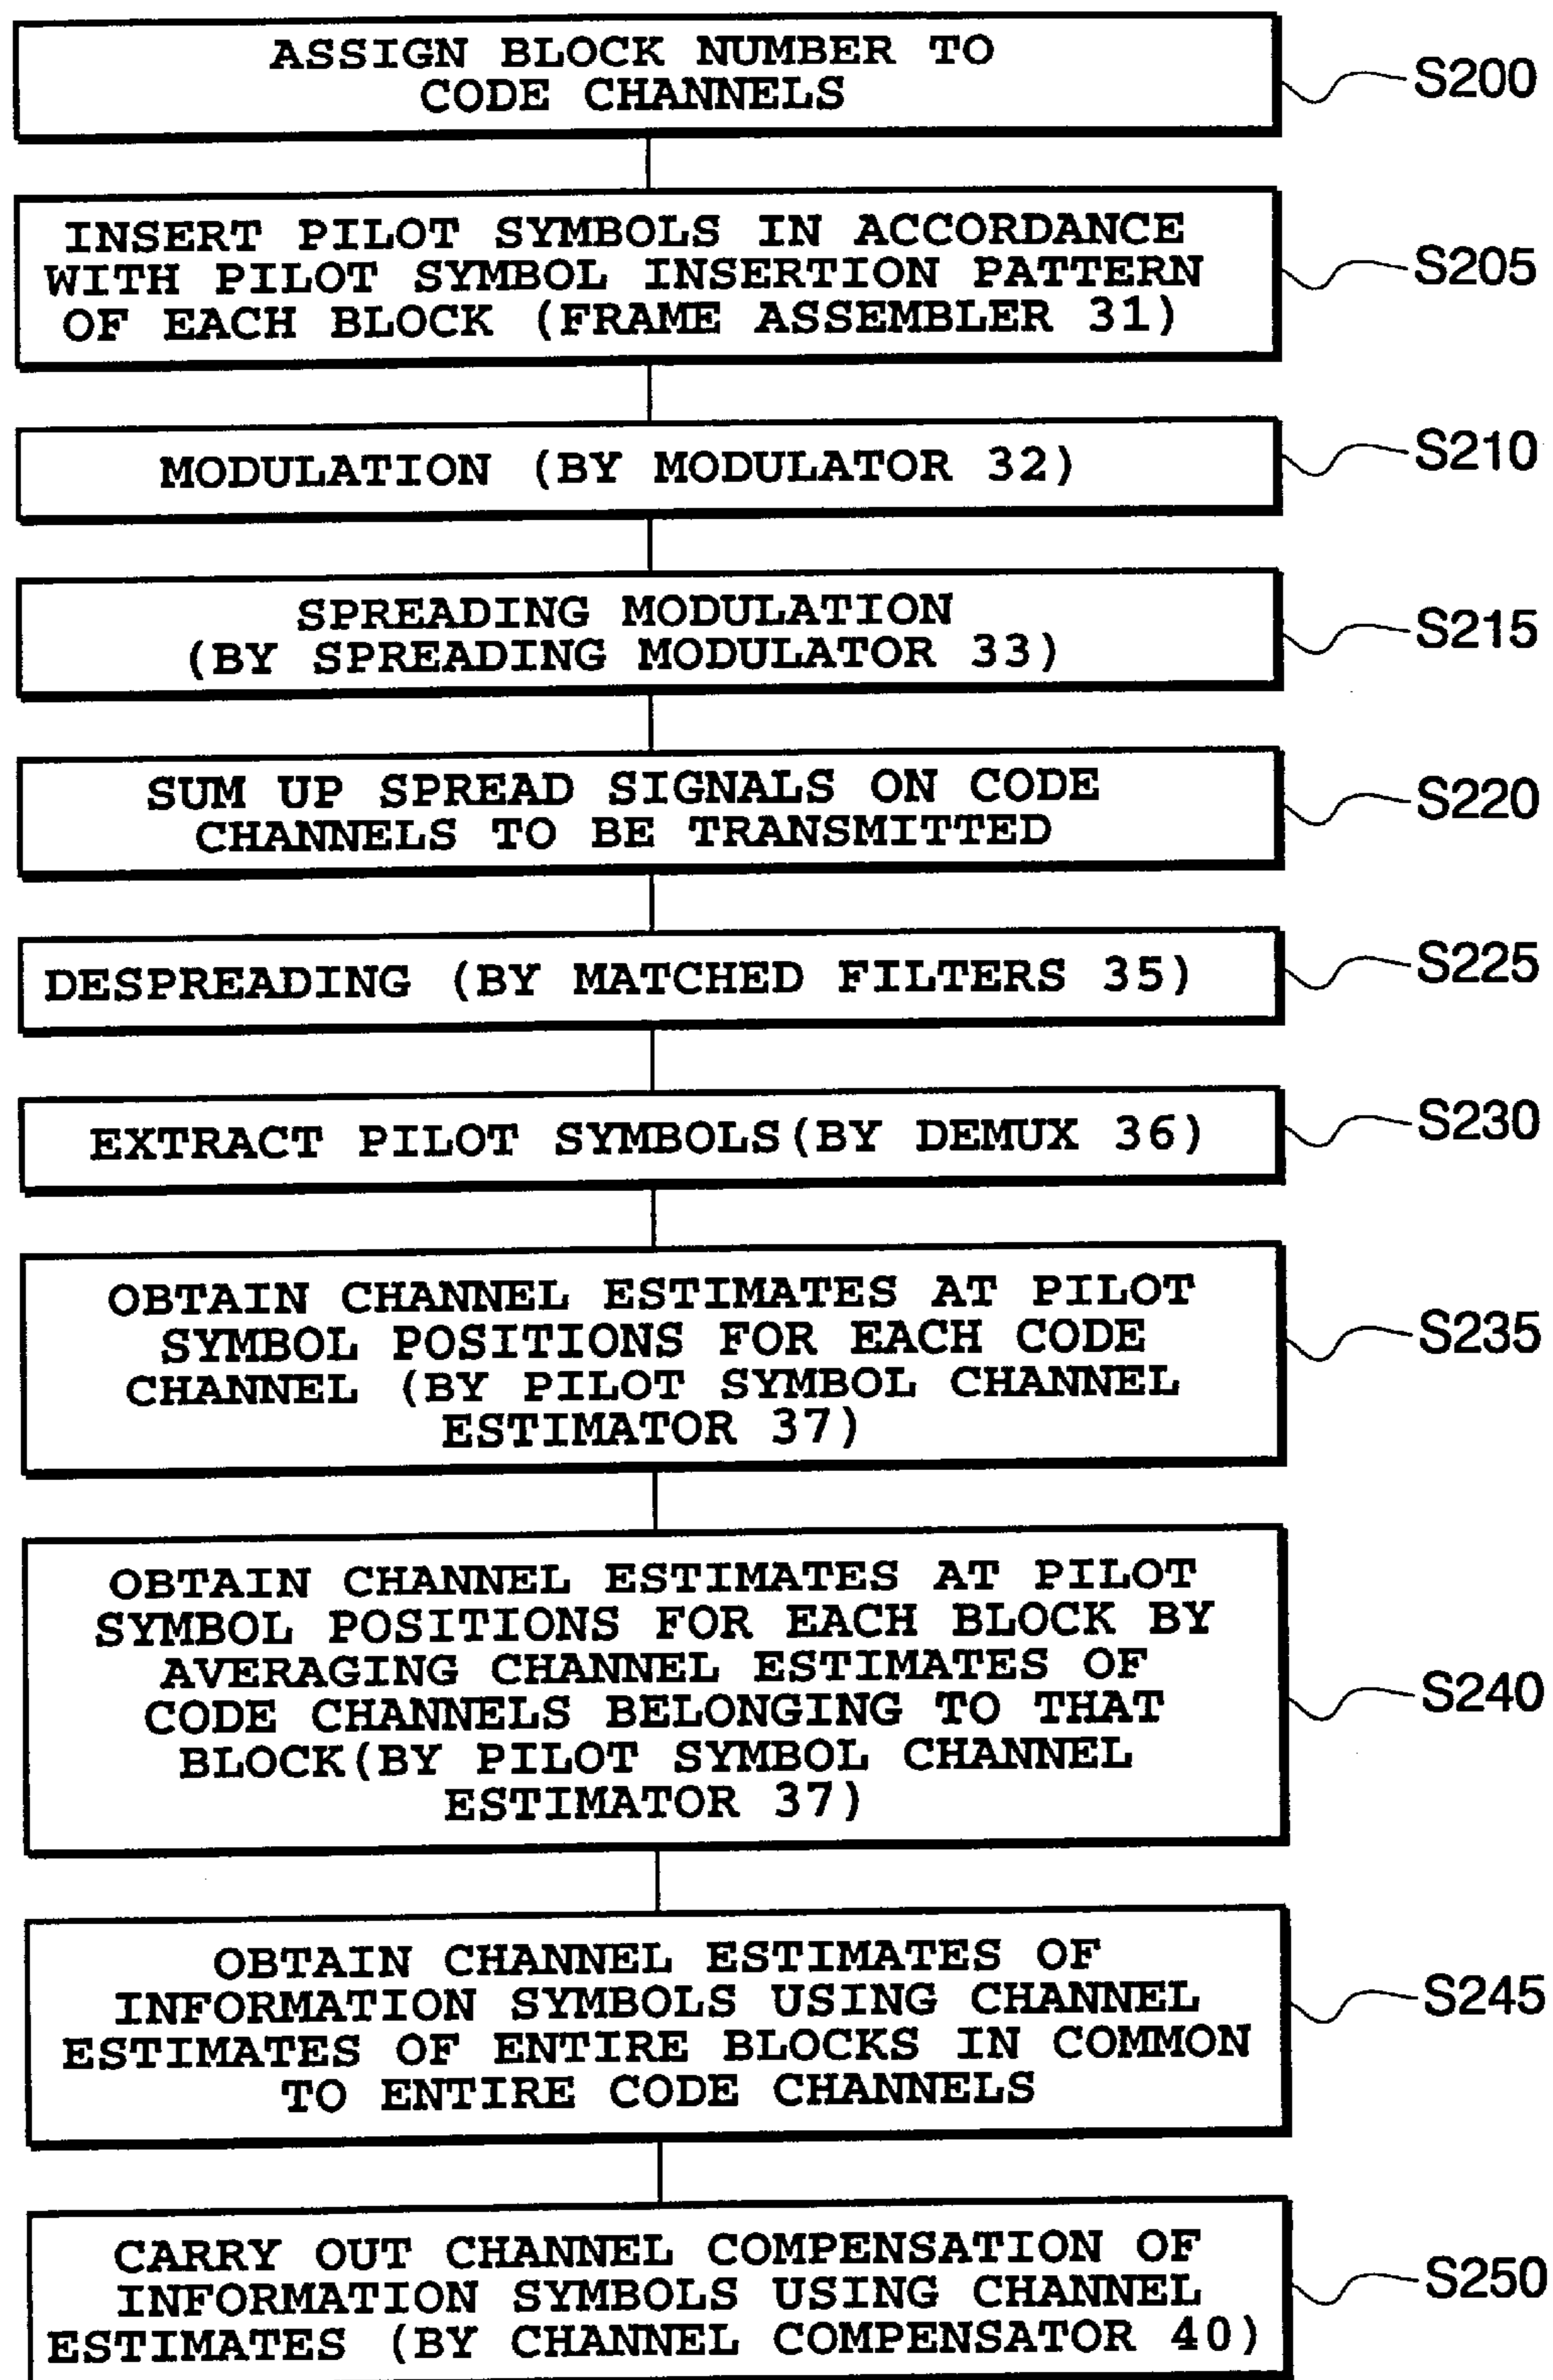 ASSIGN BLOCK NUMBER TO
CODE CHANNELS
S200
INSERT PILOT SYMBOLS IN ACCORDANCE
WITH PILOT SYMBOL INSERTION PATTERN
OF EACH BLOCK (FRAME ASSEMBLER 31)
S205
MODULATION (BY MODULATOR 32)
S210
SPREADING MODULATION
(BY SPREADING MODULATOR 33)
S215
SUM UP SPREAD SIGNALS ON CODE
CHANNELS TO BE TRANSMITTED
S220
DESPREADING (BY MATCHED FILTERS 35)
S225
EXTRACT PILOT SYMBOLS(BY DEMUX 36)
S230
OBTAIN CHANNEL ESTIMATES AT PILOT
SYMBOL POSITIONS FOR EACH CODE
CHANNEL (BY PILOT SYMBOL CHANNEL
ESTIMATOR 37)
S235
OBTAIN CHANNEL ESTIMATES AT PILOT
SYMBOL POSITIONS FOR EACH BLOCK BY
AVERAGING CHANNEL ESTIMATES OF
CODE CHANNELS BELONGING TO THAT
BLOCK(BY PILOT SYMBOL CHANNEL
ESTIMATOR 37)
S240
OBTAIN CHANNEL ESTIMATES OF
INFORMATION SYMBOLS USING CHANNEL
ESTIMATES OF ENTIRE BLOCKS IN COMMON
TO ENTIRE CODE CHANNELS
S245
CARRY OUT CHANNEL COMPENSATION OF
INFORMATION SYMBOLS USING CHANNEL
ESTIMATES (BY CHANNEL COMPENSATOR 40)
S250